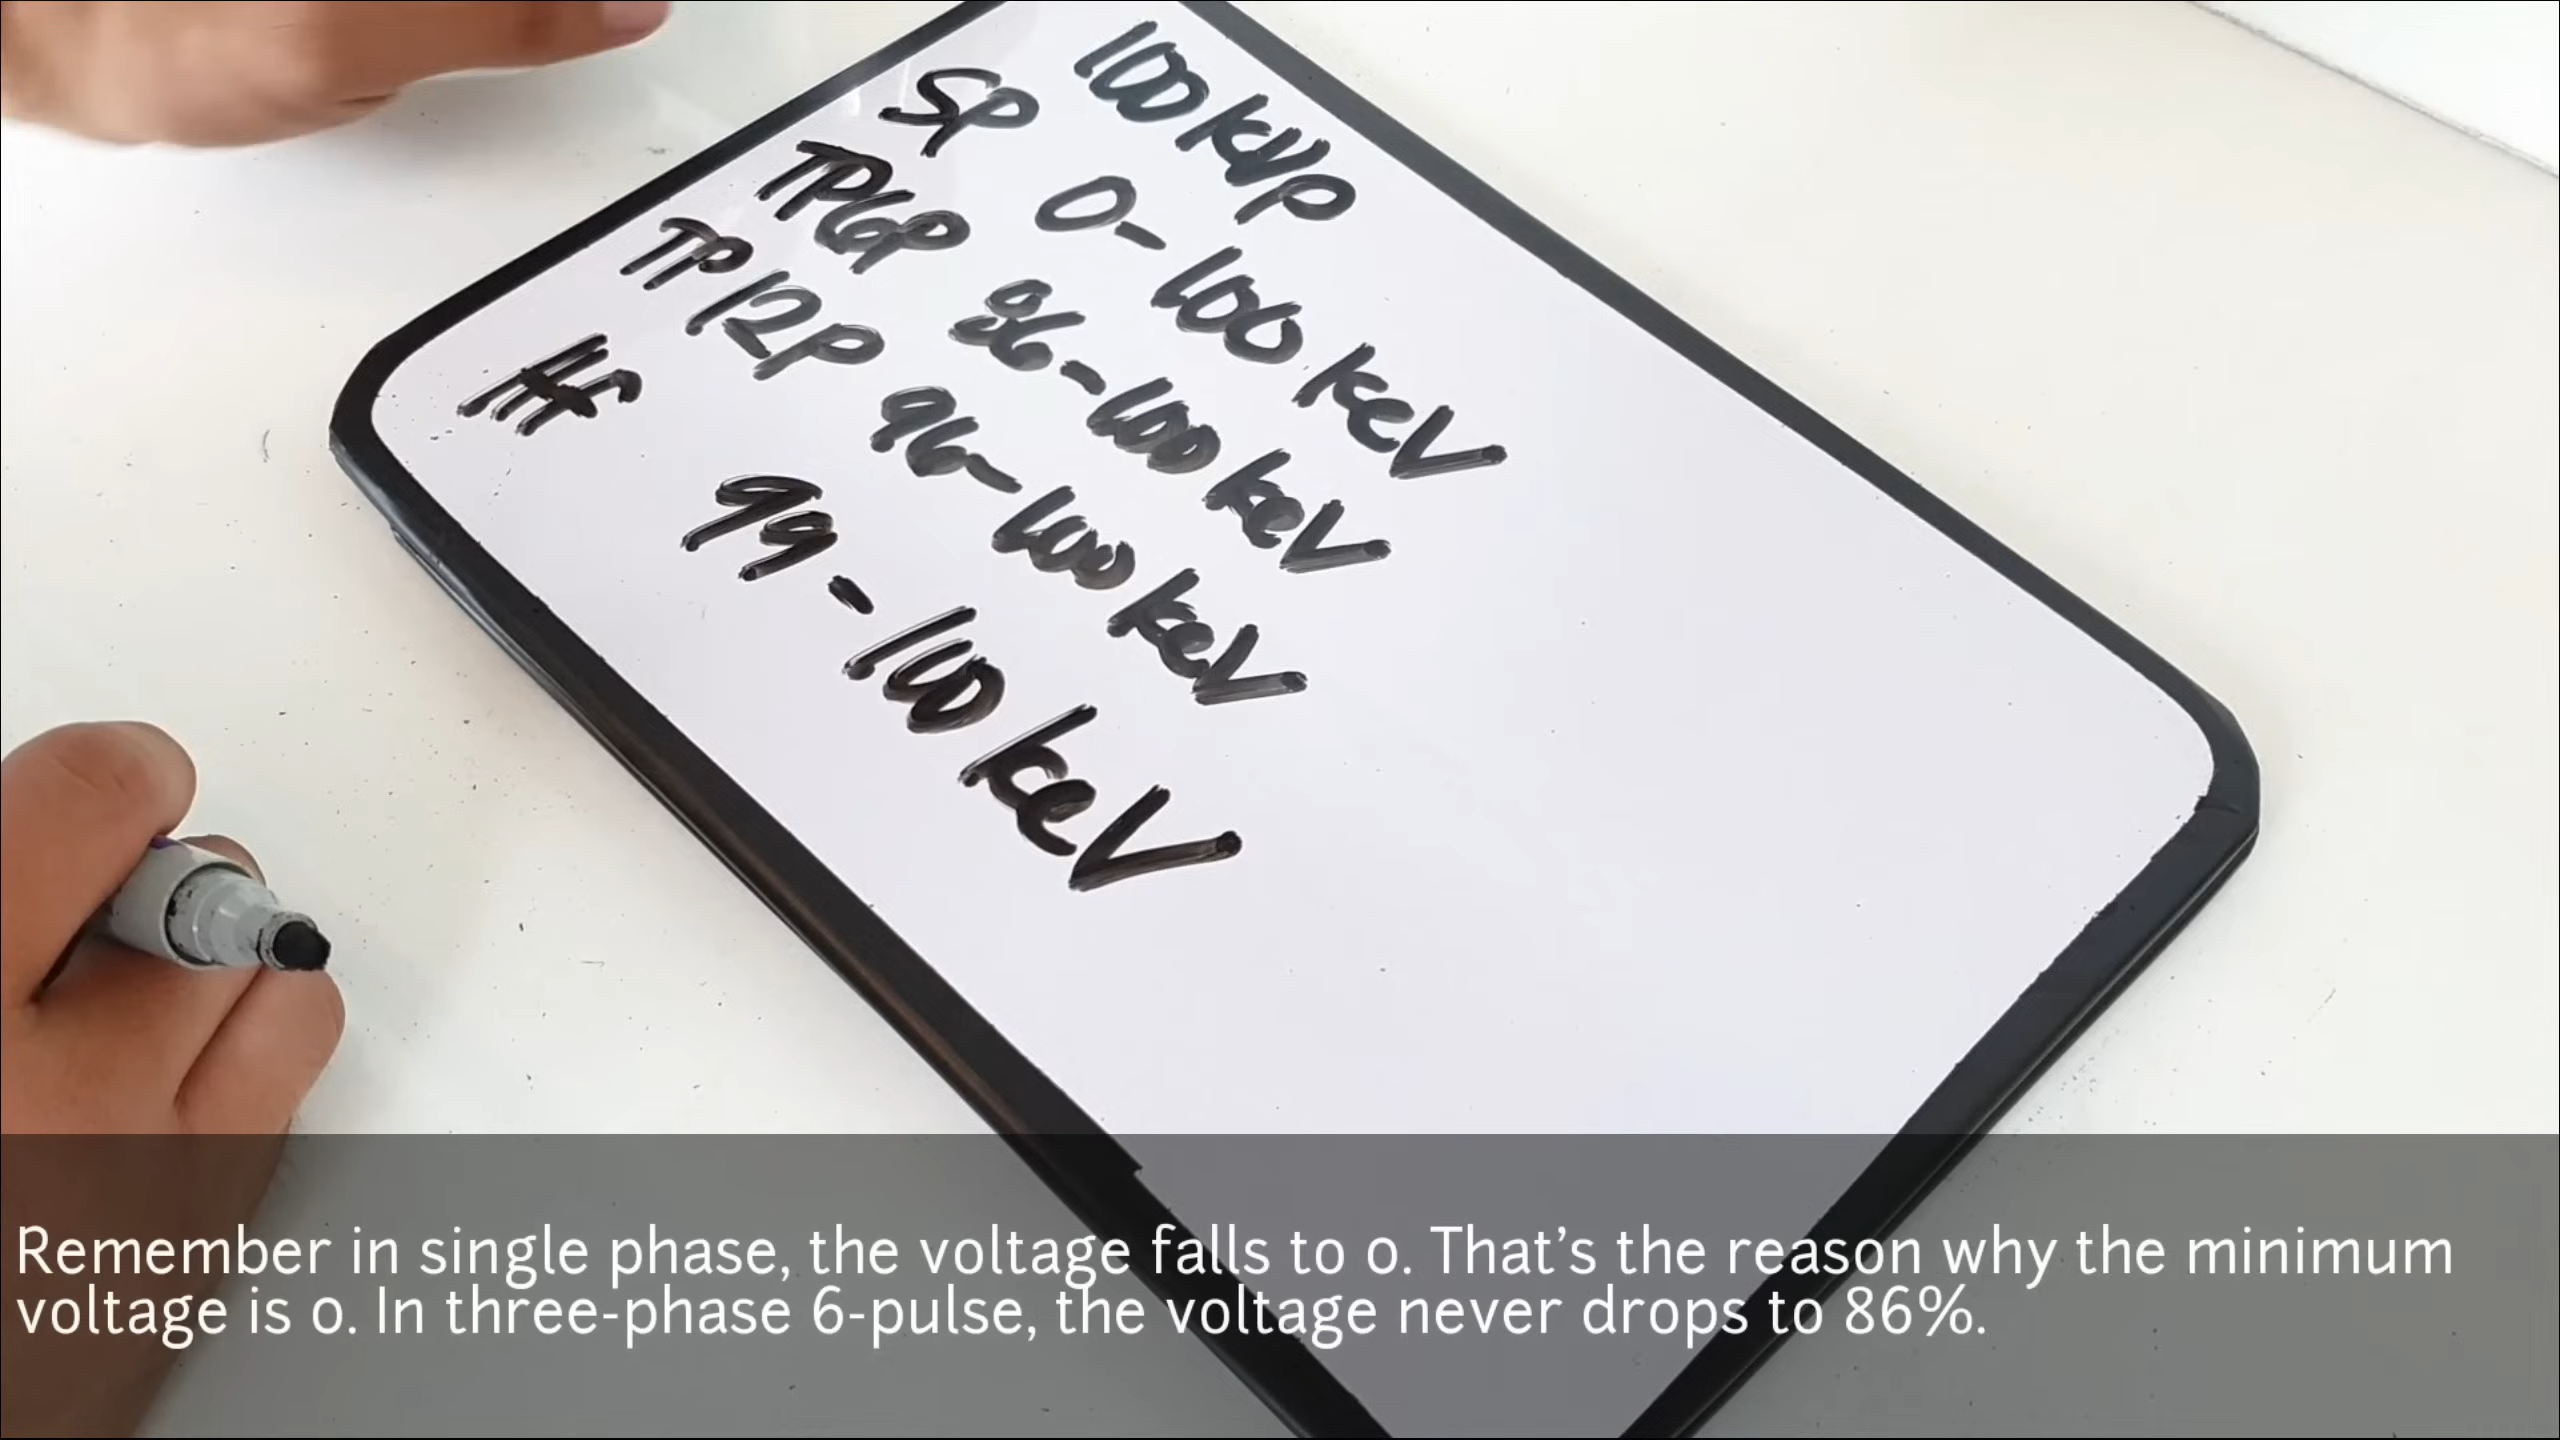 100 kVp
SP 0-100 keV
TP6P 86-100 keV
TP12P 96-100 keV
HF 99-100 keV
Remember in single phase, the voltage falls to 0. That's the reason why the minimum
voltage is 0. In three-phase 6-pulse, the voltage never drops to 86%.